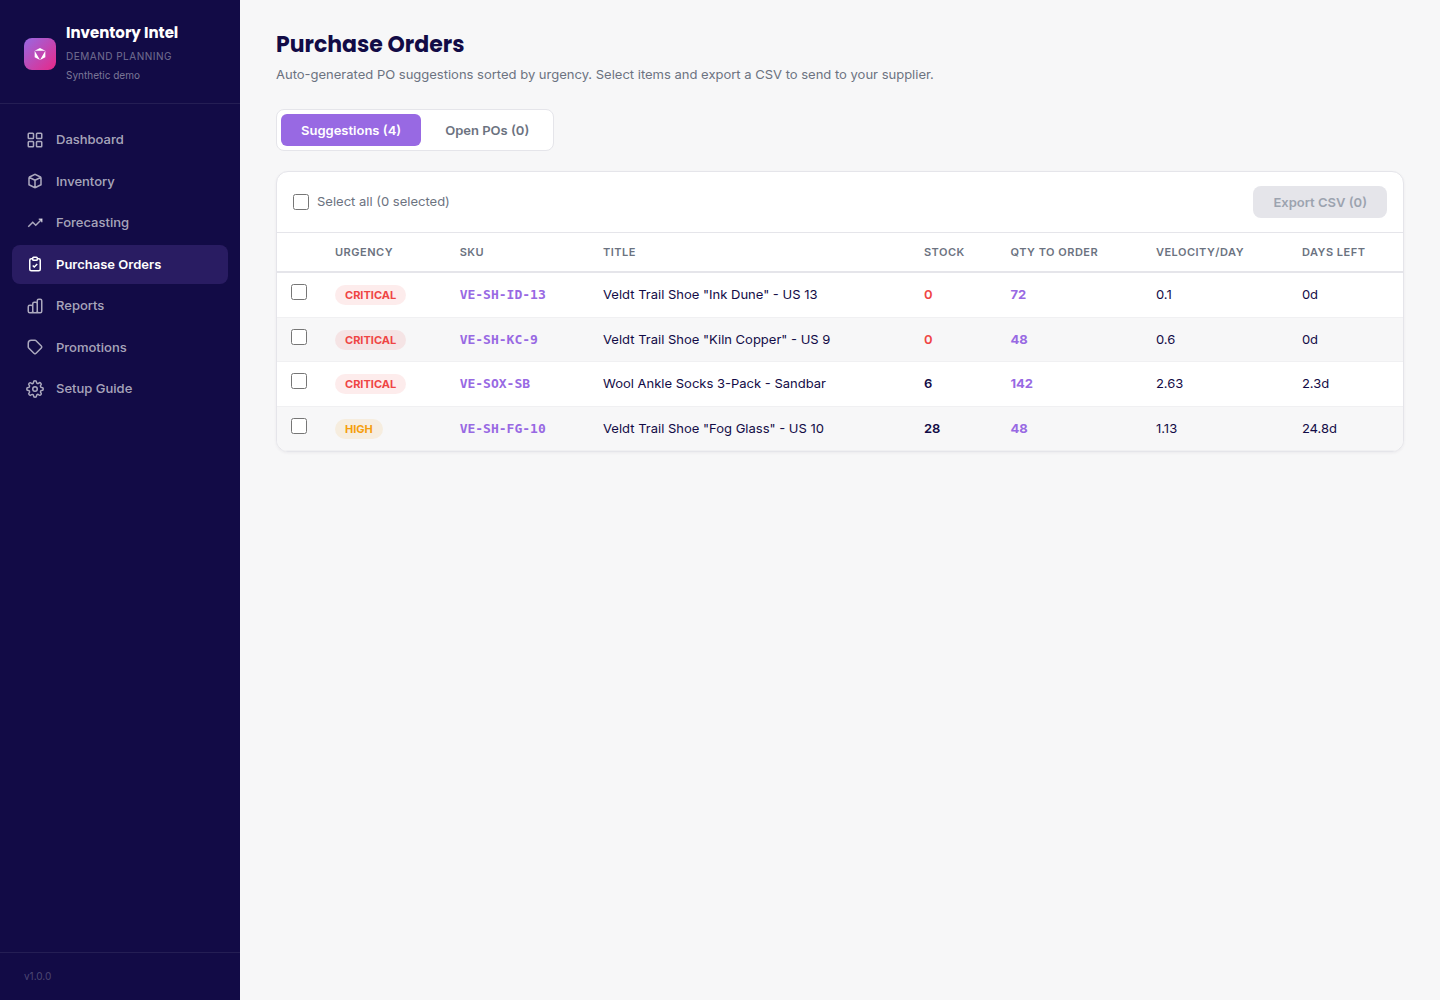 Inventory Intel
DEMAND PLANNING
Synthetic demo
Dashboard
Inventory
Forecasting
Purchase Orders
Reports
Promotions
Setup Guide
v1.0.0
Purchase Orders
Auto-generated PO suggestions sorted by urgency. Select items and export a CSV to send to your supplier.
Suggestions (4) Open POs (0)
Select all (0 selected) Export CSV (0)
URGENCY SKU TITLE STOCK QTY TO ORDER VELOCITY/DAY DAYS LEFT
CRITICAL VE-SH-ID-13 Veldt Trail Shoe "Ink Dune" - US 13 0 72 0.1 0d
CRITICAL VE-SH-KC-9 Veldt Trail Shoe "Kiln Copper" - US 9 0 48 0.6 0d
CRITICAL VE-SOX-SB Wool Ankle Socks 3-Pack - Sandbar 6 142 2.63 2.3d
HIGH VE-SH-FG-10 Veldt Trail Shoe "Fog Glass" - US 10 28 48 1.13 24.8d